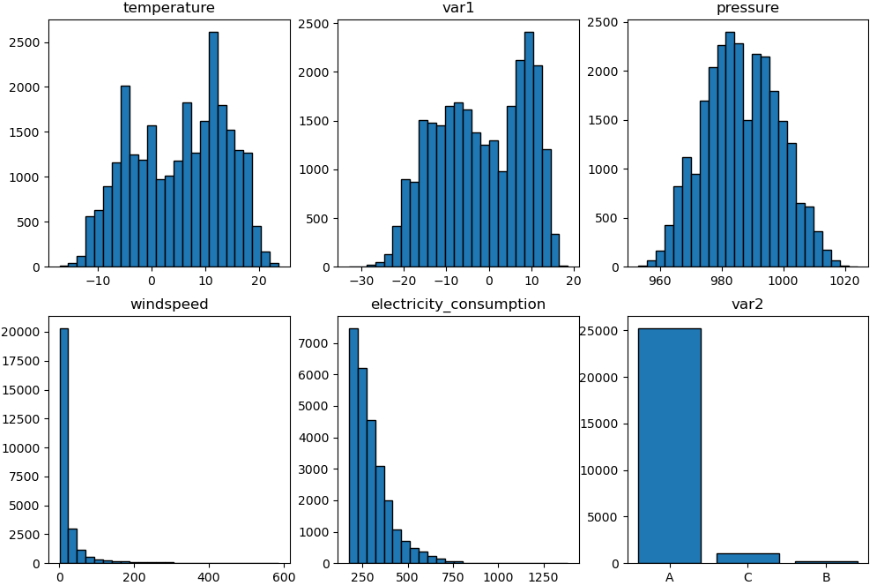 temperature var1 pressure
2500 2500 2500
2000 2000 2000
1500 1500 1500
1000 1000 1000
500 500 500
0 0 0
−10 0 10 20 −30 −20 −10 0 10 20 960 980 1000 1020
windspeed electricity_consumption var2
20000 7000 25000
17500 6000 20000
15000 5000 15000
12500 4000 10000
10000 3000 5000
7500 2000 0
5000 1000
2500 0
0
0 200 400 600 250 500 750 1000 1250 A C B